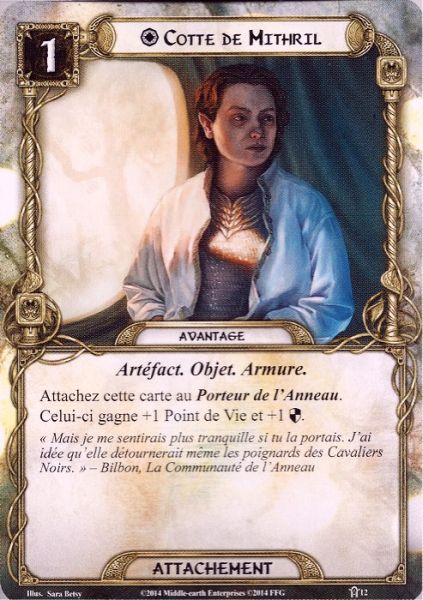 1
Cotte de Mithril
Avantage
Artéfact. Objet. Armure.
Attachez cette carte au Porteur de l'Anneau.
Celui-ci gagne +1 Point de Vie et +1 .
« Mais je me sentirais plus tranquille si tu la portais. J'ai
idée qu'elle détournerait même les poignards des Cavaliers
Noirs. » – Bilbon, La Communauté de l'Anneau
Attachement
Illus. Sara Betsy ©2014 Middle-earth Enterprises ©2014 FFG 12